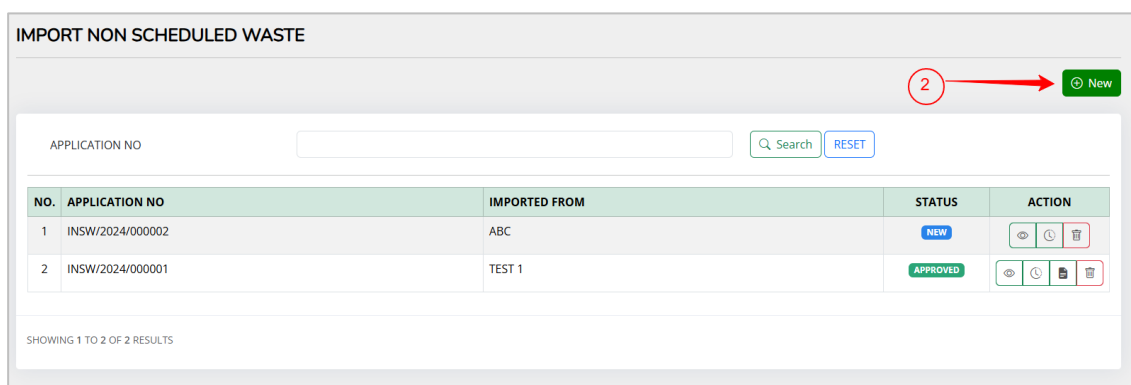 IMPORT NON SCHEDULED WASTE
2 New
APPLICATION NO Search RESET
NO. APPLICATION NO IMPORTED FROM STATUS ACTION
1 INSW/2024/000002 ABC NEW
2 INSW/2024/000001 TEST 1 APPROVED
SHOWING 1 TO 2 OF 2 RESULTS